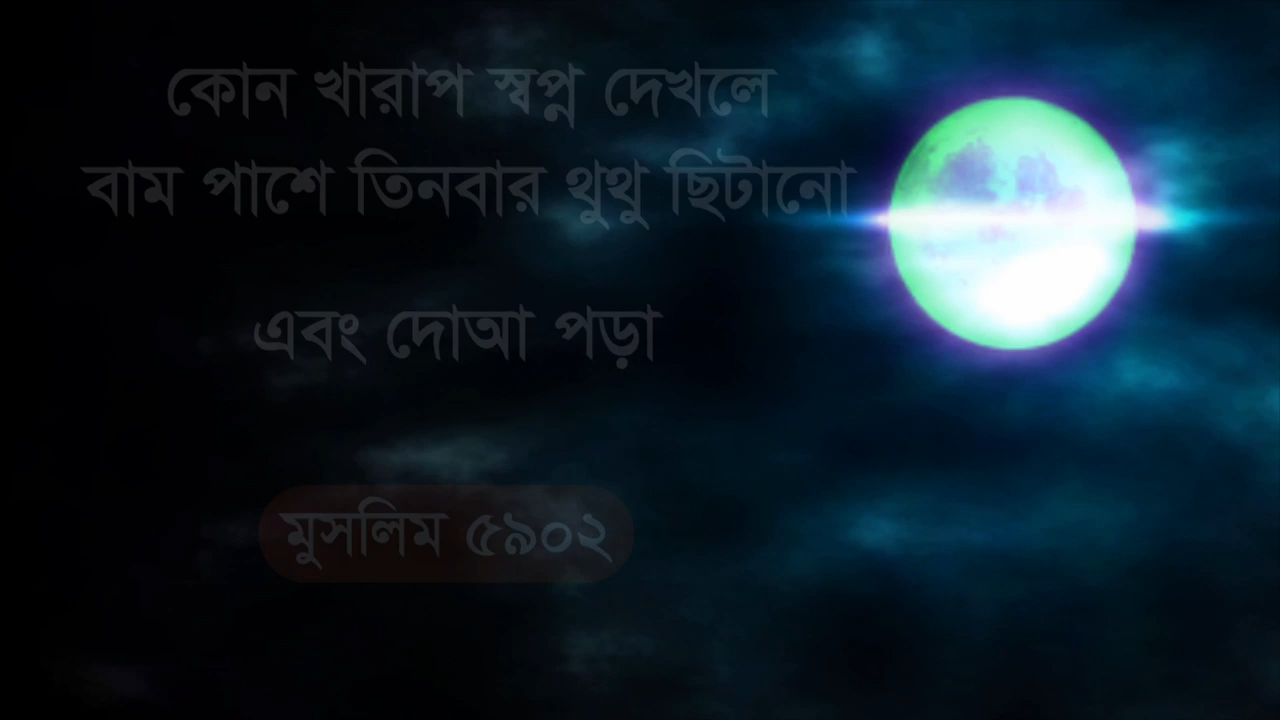 কোন খারাপ স্বপ্ন দেখলে
বাম পাশে তিনবার থুথু ছিটানো
এবং দোআ পড়া
মুসলিম ৫৯০২